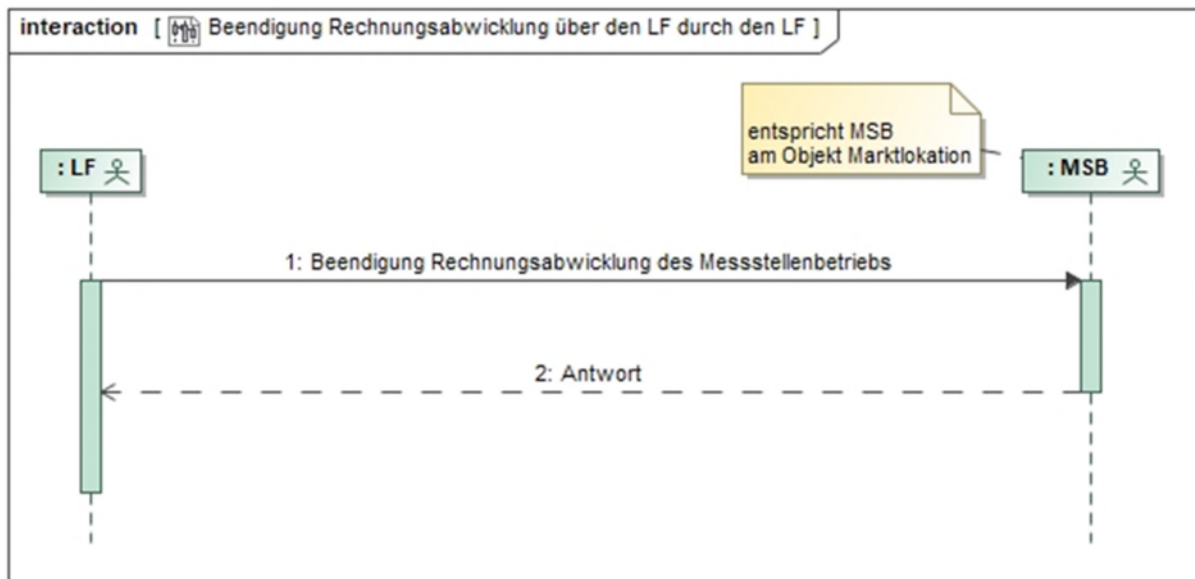 interaction [ Beendigung Rechnungsabwicklung über den LF durch den LF ]
entspricht MSB
am Objekt Marktlokation
: LF
: MSB
1: Beendigung Rechnungsabwicklung des Messstellenbetriebs
2: Antwort